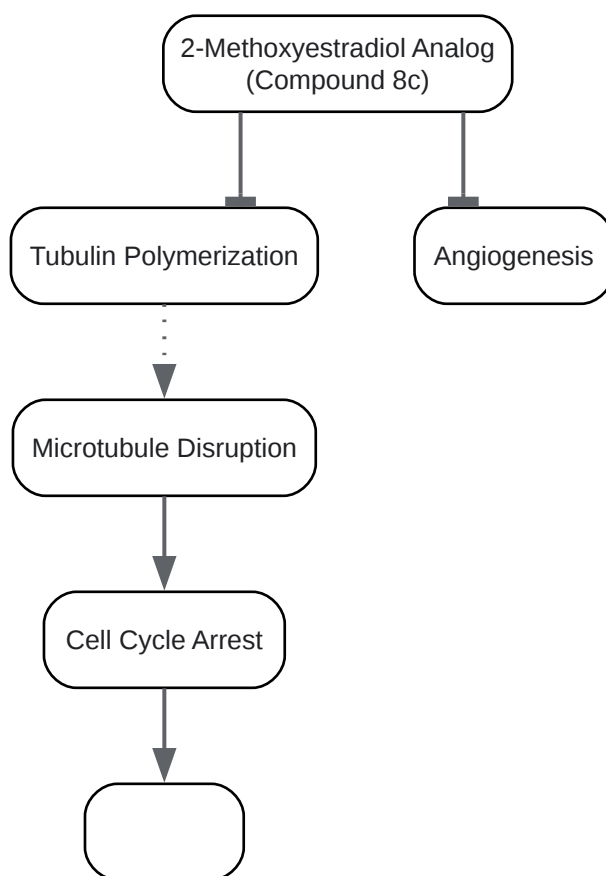 2-Methoxyestradiol Analog
(Compound 8c)
Tubulin Polymerization
Angiogenesis
Microtubule Disruption
Cell Cycle Arrest